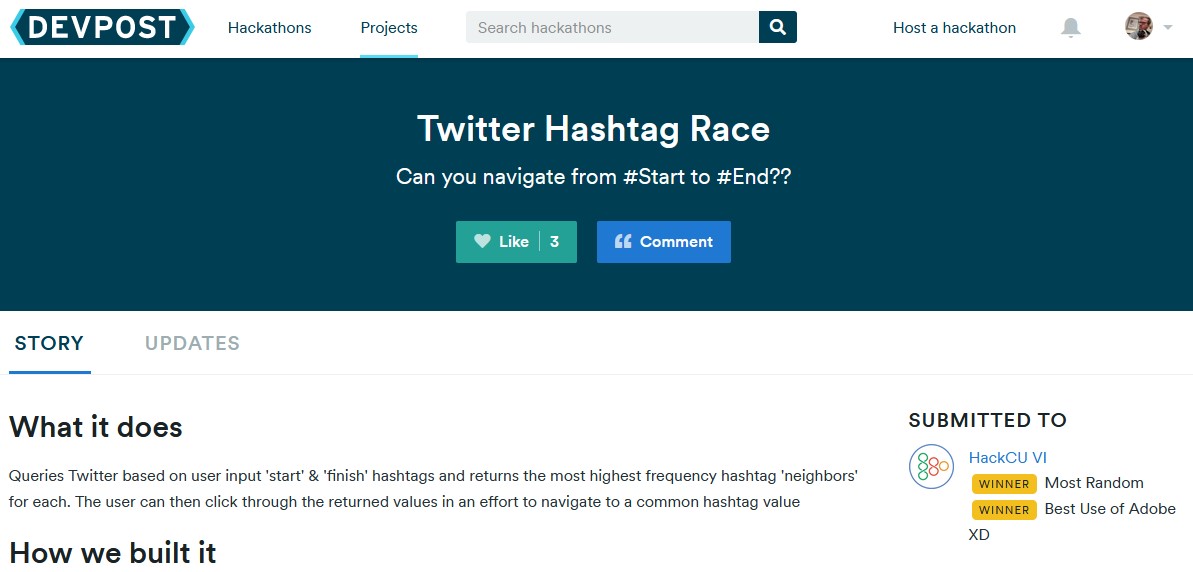 DEVPOST
Hackathons
Projects
Search hackathons
Host a hackathon
Twitter Hashtag Race
Can you navigate from #Start to #End??
Like 3
Comment
STORY
UPDATES
What it does
Queries Twitter based on user input 'start' & 'finish' hashtags and returns the most highest frequency hashtag 'neighbors'
for each. The user can then click through the returned values in an effort to navigate to a common hashtag value
How we built it
SUBMITTED TO
HackCU VI
WINNER Most Random
WINNER Best Use of Adobe
XD